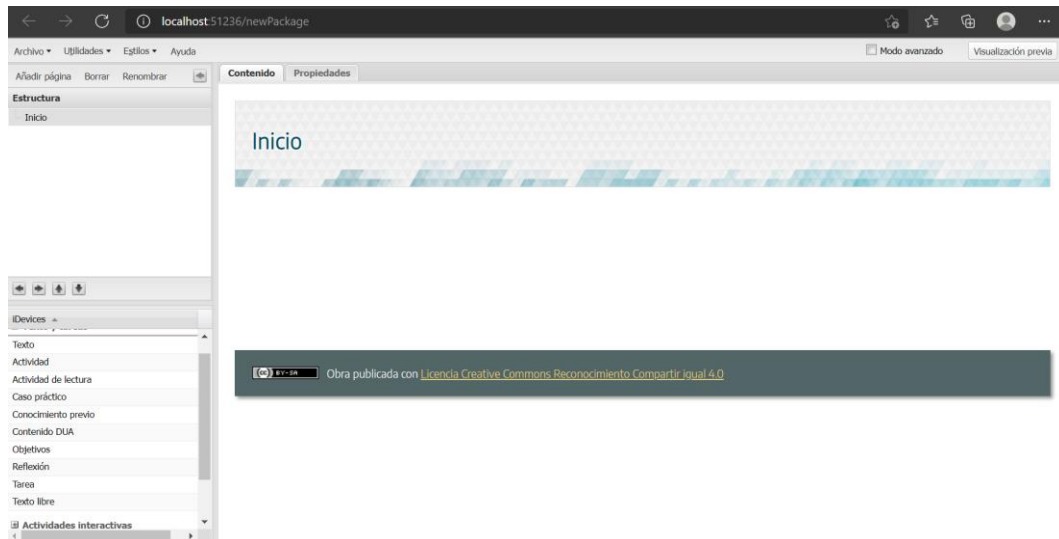 localhost:51236/newPackage
Archivo Utilidades Estilos Ayuda
Modo avanzado Visualización previa
Añadir página Borrar Renombrar
Contenido Propiedades
Estructura
Inicio
Inicio
iDevices
Texto
Actividad
Actividad de lectura
Caso práctico
Conocimiento previo
Contenido DUA
Objetivos
Reflexión
Tarea
Texto libre
Actividades interactivas
(cc) BY-SA Obra publicada con Licencia Creative Commons Reconocimiento Compartir igual 4.0